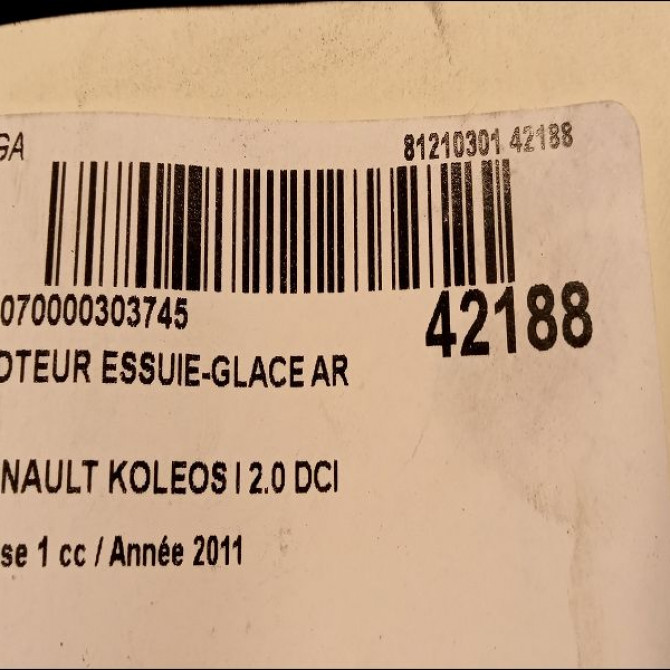 GA
81210301 42188
070000303745
42188
OTEUR ESSUIE-GLACE AR
NAULT KOLEOS I 2.0 DCI
se 1 cc / Année 2011